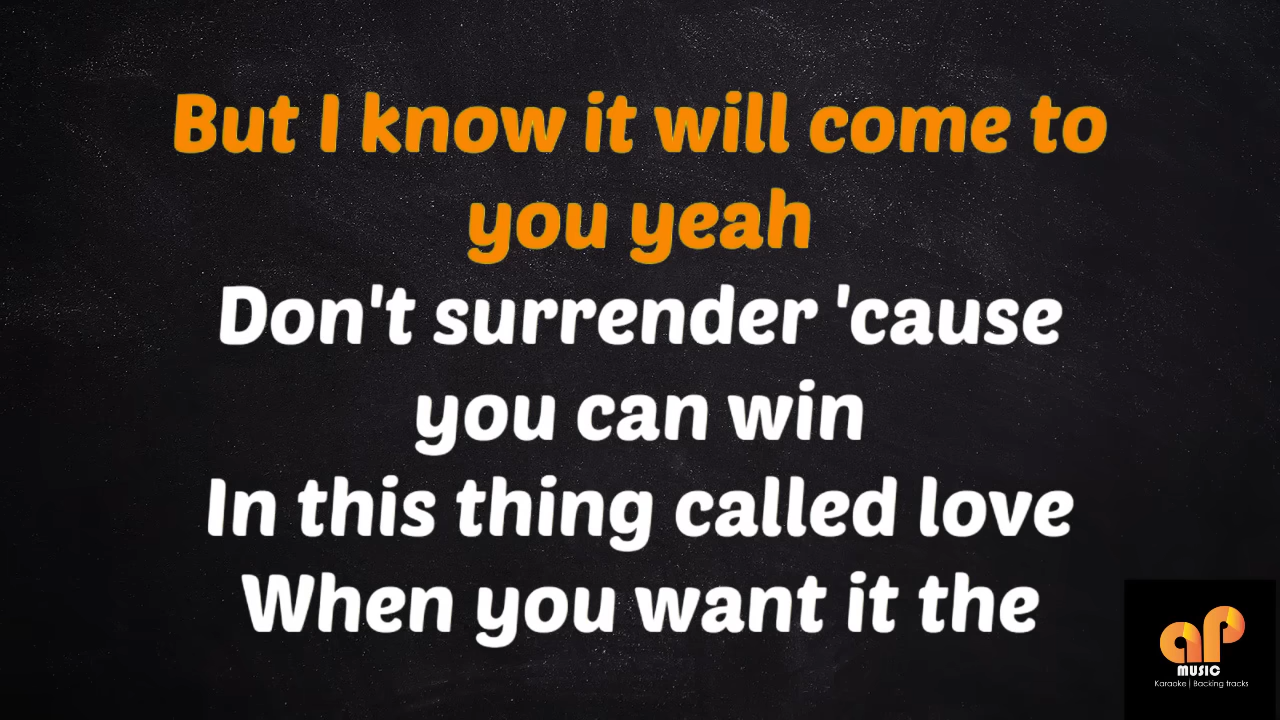 But I know it will come to
you yeah
Don't surrender 'cause
you can win
In this thing called love
When you want it the
aP
MUSIC
Karaoke | Backing tracks